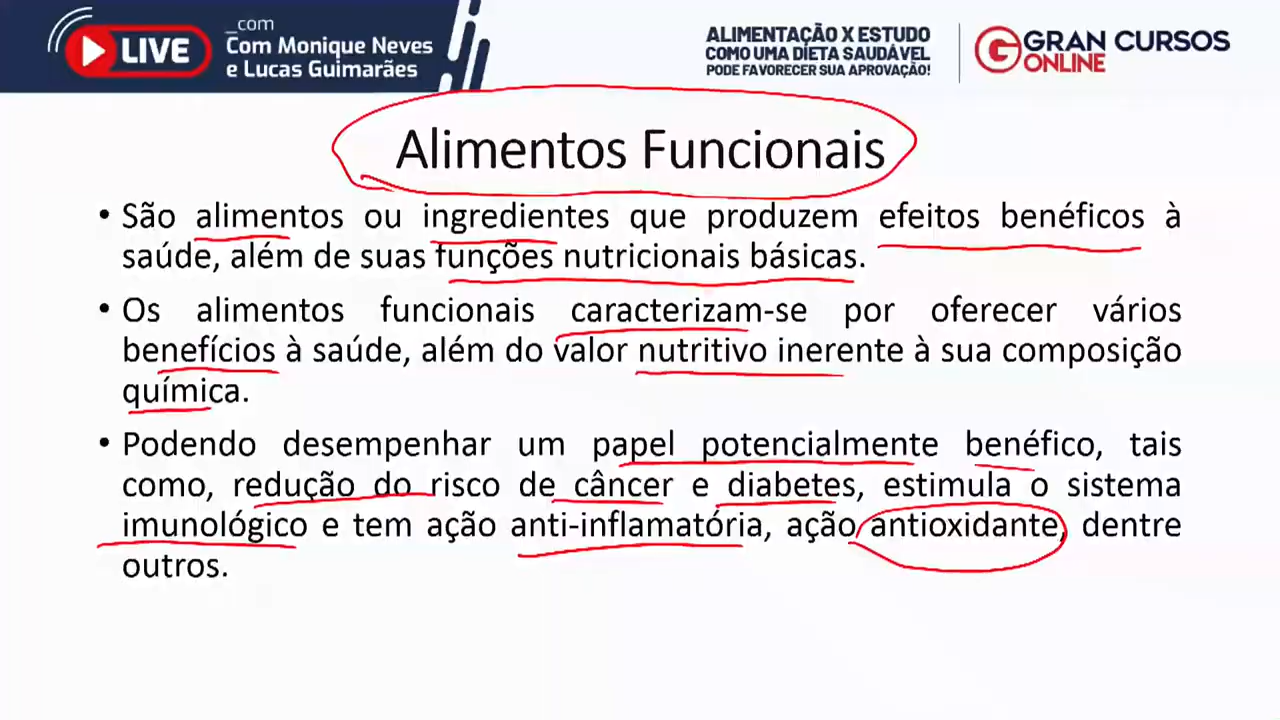 LIVE
_com
Com Monique Neves
e Lucas Guimarães
ALIMENTAÇÃO X ESTUDO
COMO UMA DIETA SAUDÁVEL
PODE FAVORECER SUA APROVAÇÃO!
GRAN CURSOS
ONLINE
Alimentos Funcionais
• São alimentos ou ingredientes que produzem efeitos benéficos à
saúde, além de suas funções nutricionais básicas.
• Os alimentos funcionais caracterizam-se por oferecer vários
benefícios à saúde, além do valor nutritivo inerente à sua composição
química.
• Podendo desempenhar um papel potencialmente benéfico, tais
como, redução do risco de câncer e diabetes, estimula o sistema
imunológico e tem ação anti-inflamatória, ação antioxidante, dentre
outros.